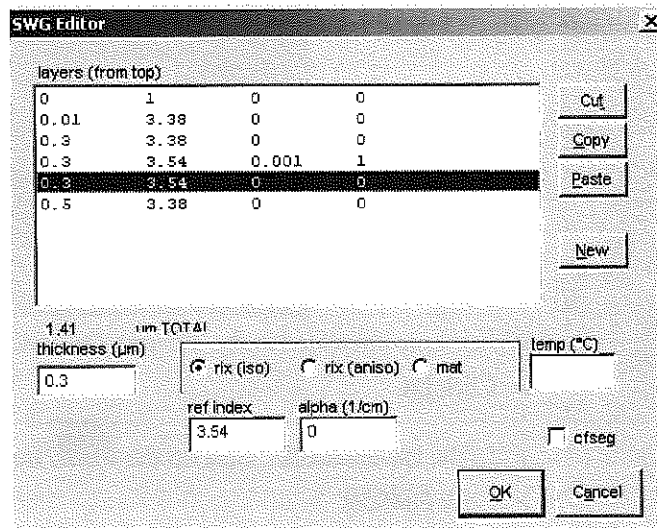 SWG Editor
layers (from top)
0 1 0 0
0.01 3.38 0 0
0.3 3.38 0 0
0.3 3.54 0.001 1
0.3 3.54 0 0
0.5 3.38 0 0
Cut
Copy
Paste
New
1.41 um TOTAL
thickness (µm)
0.3
rix (iso) rix (aniso) mat
temp (°C)
ref index alpha (1/cm)
3.54 0
cfseg
OK Cancel